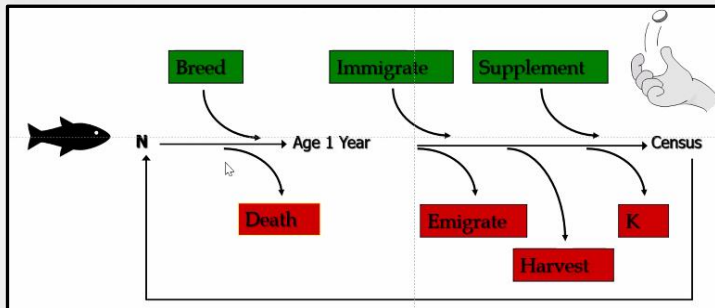 Breed
Immigrate
Supplement
N
Age 1 Year
Census
Death
Emigrate
K
Harvest